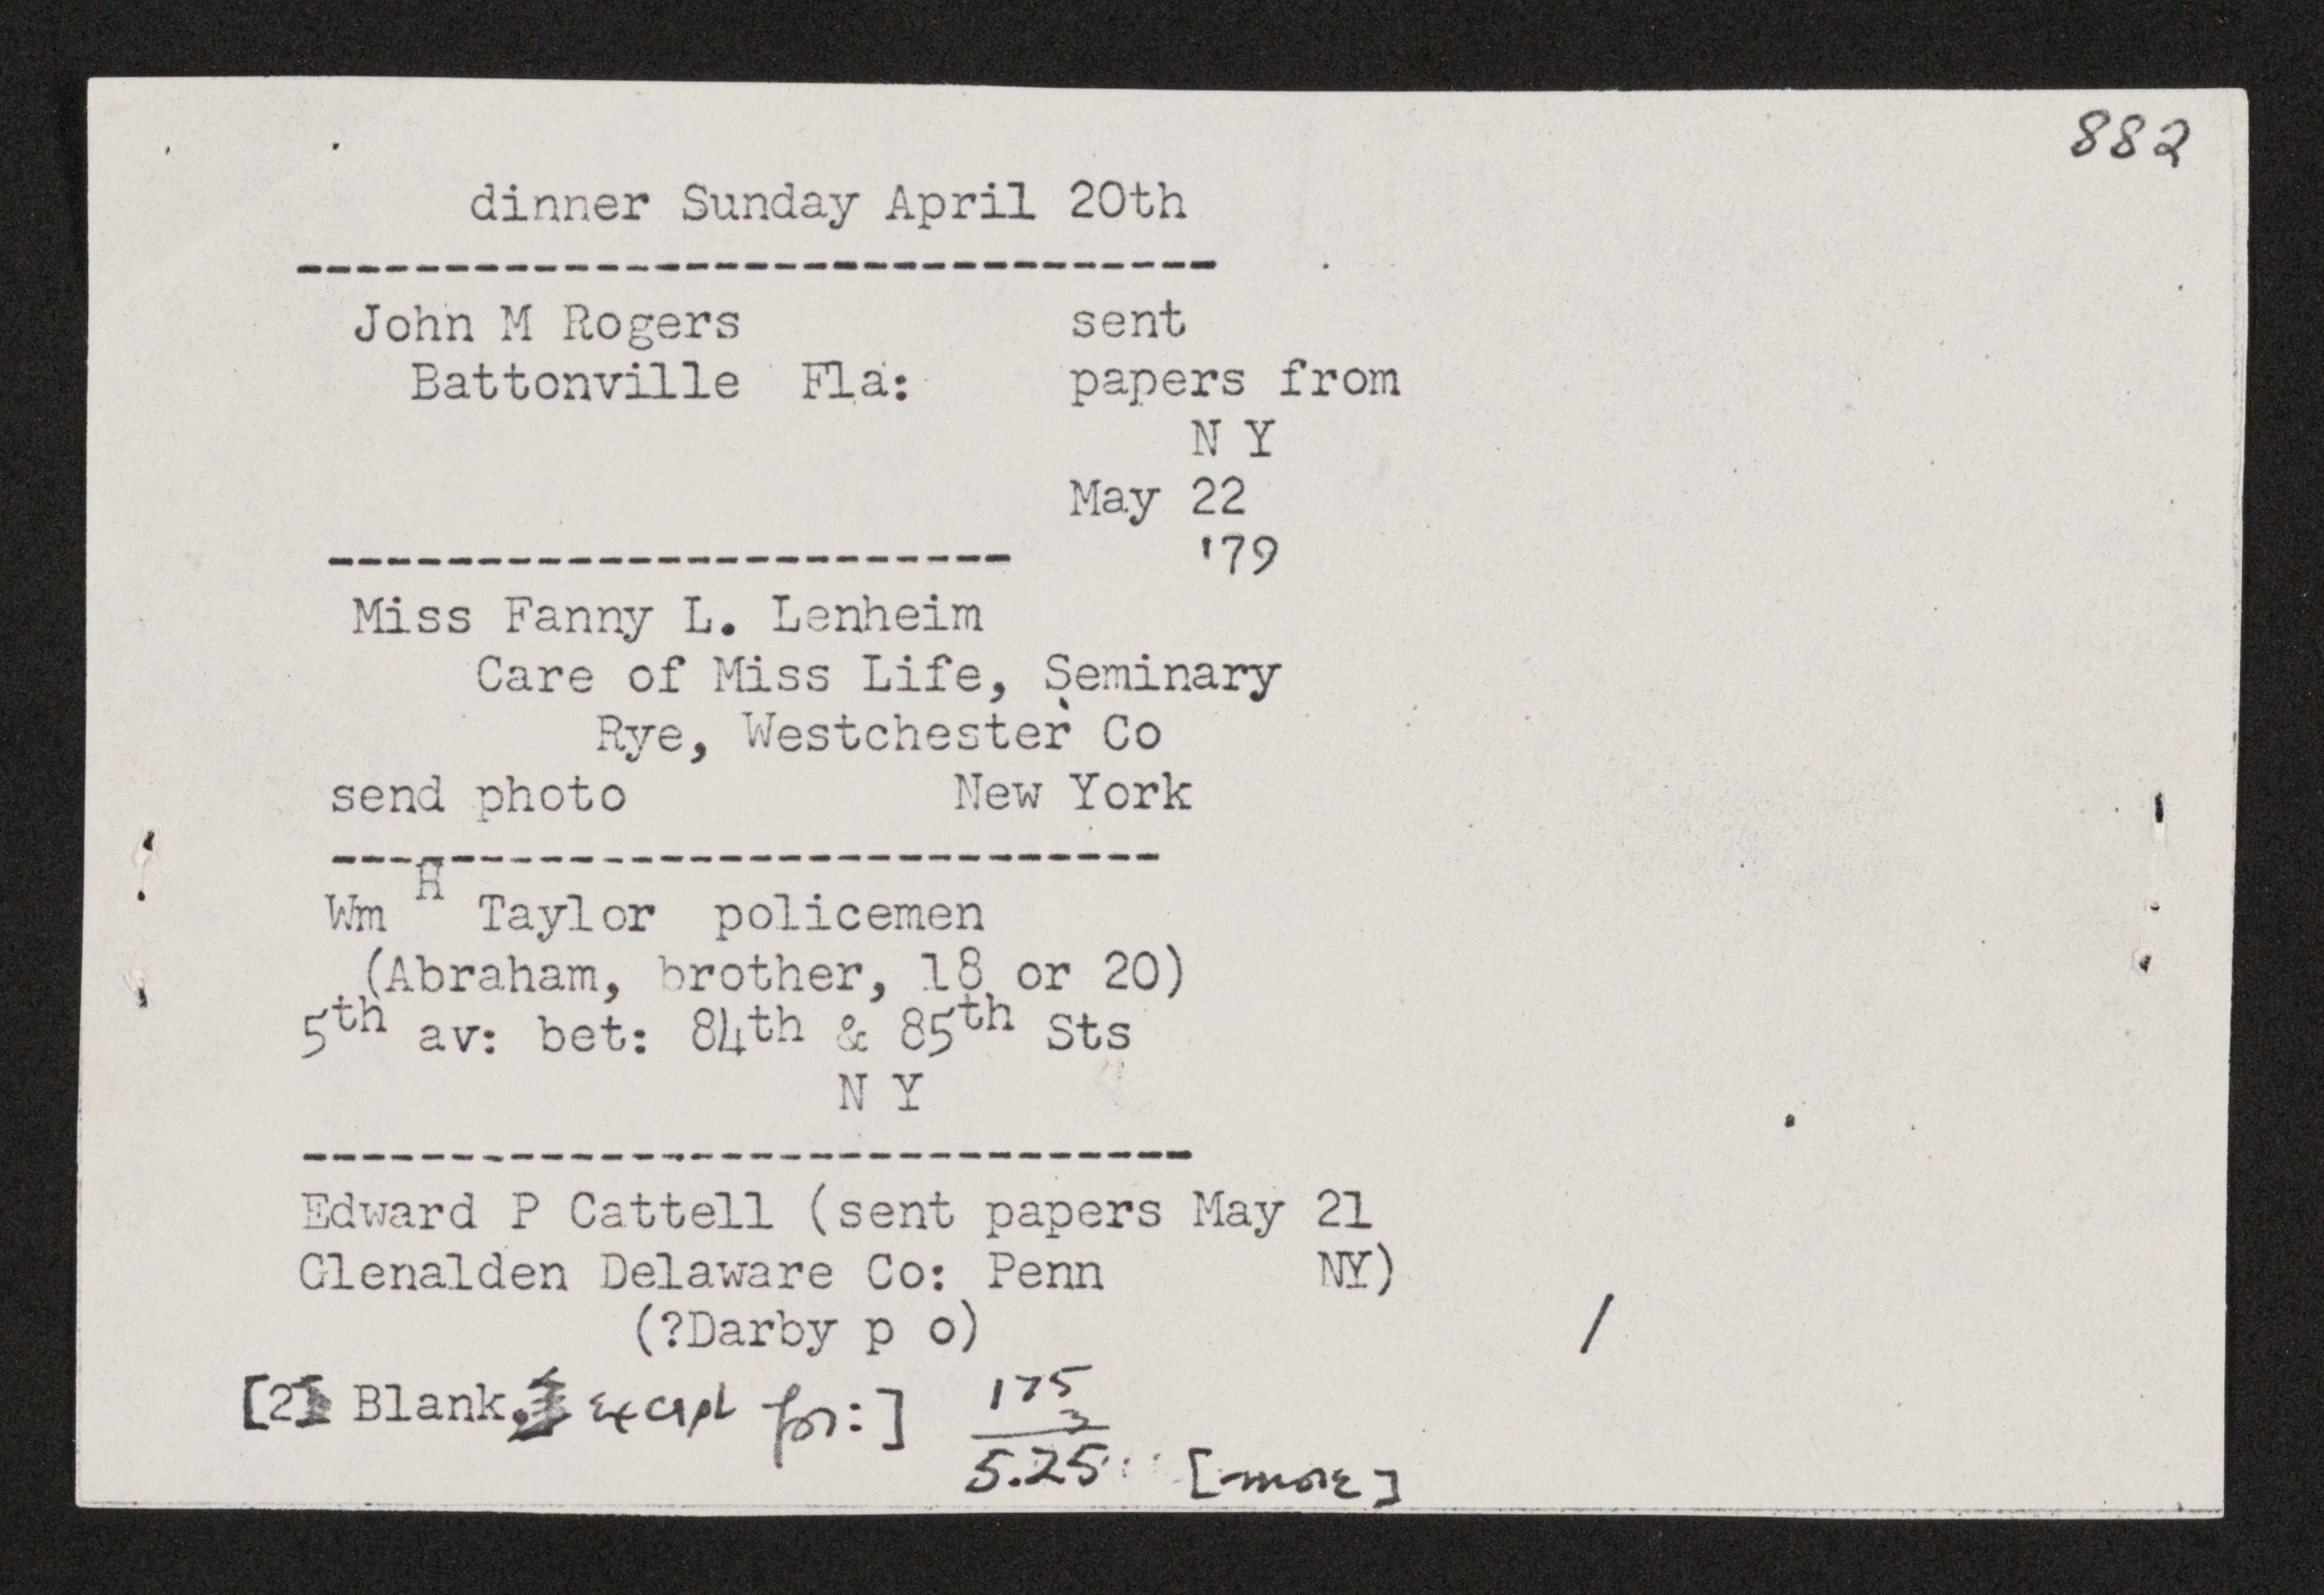 882
dinner Sunday April 20th
-------------------------------
John M Rogers sent
Battonville Fla: papers from
N Y
May 22
-----------------------
'79
Miss Fanny L. Lenheim
Care of Miss Life, Seminary
Rye, Westchester Co
send photo New York
----------------------------
Wm H Taylor policemen
(Abraham, brother, 18 or 20)
5th av: bet: 84th & 85th Sts
N Y
------------------------------
Edward P Cattell (sent papers May 21
Glenalden Delaware Co: Penn NY)
(?Darby p o)
/
[2] Blank, except for:] 175
3
5.25 [more]